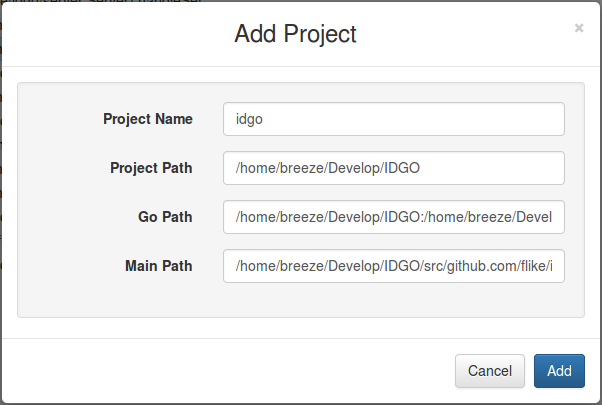 Add Project
×
Project Name idgo
Project Path /home/breeze/Develop/IDGO
Go Path /home/breeze/Develop/IDGO:/home/breeze/Devel
Main Path /home/breeze/Develop/IDGO/src/github.com/flike/i
Cancel Add